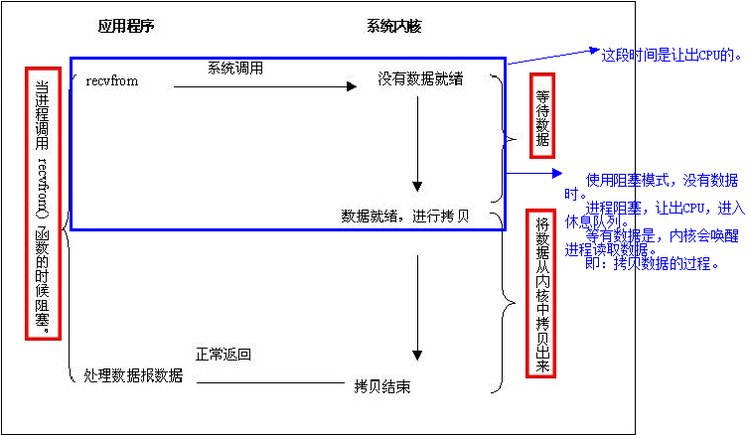 应用程序
系统内核
这段时间是让出CPU的。
系统调用
recvfrom
没有数据就绪
等待数据
当进程调用 recvfrom() 函数的时候阻塞。
使用阻塞模式，没有数据
时。
进程阻塞，让出CPU，进入
休息队列。
等有数据是，内核会唤醒
进程读取数据。
即：拷贝数据的过程。
数据就绪，进行拷贝
将数据从内核中拷贝出来
正常返回
处理数据报数据
拷贝结束